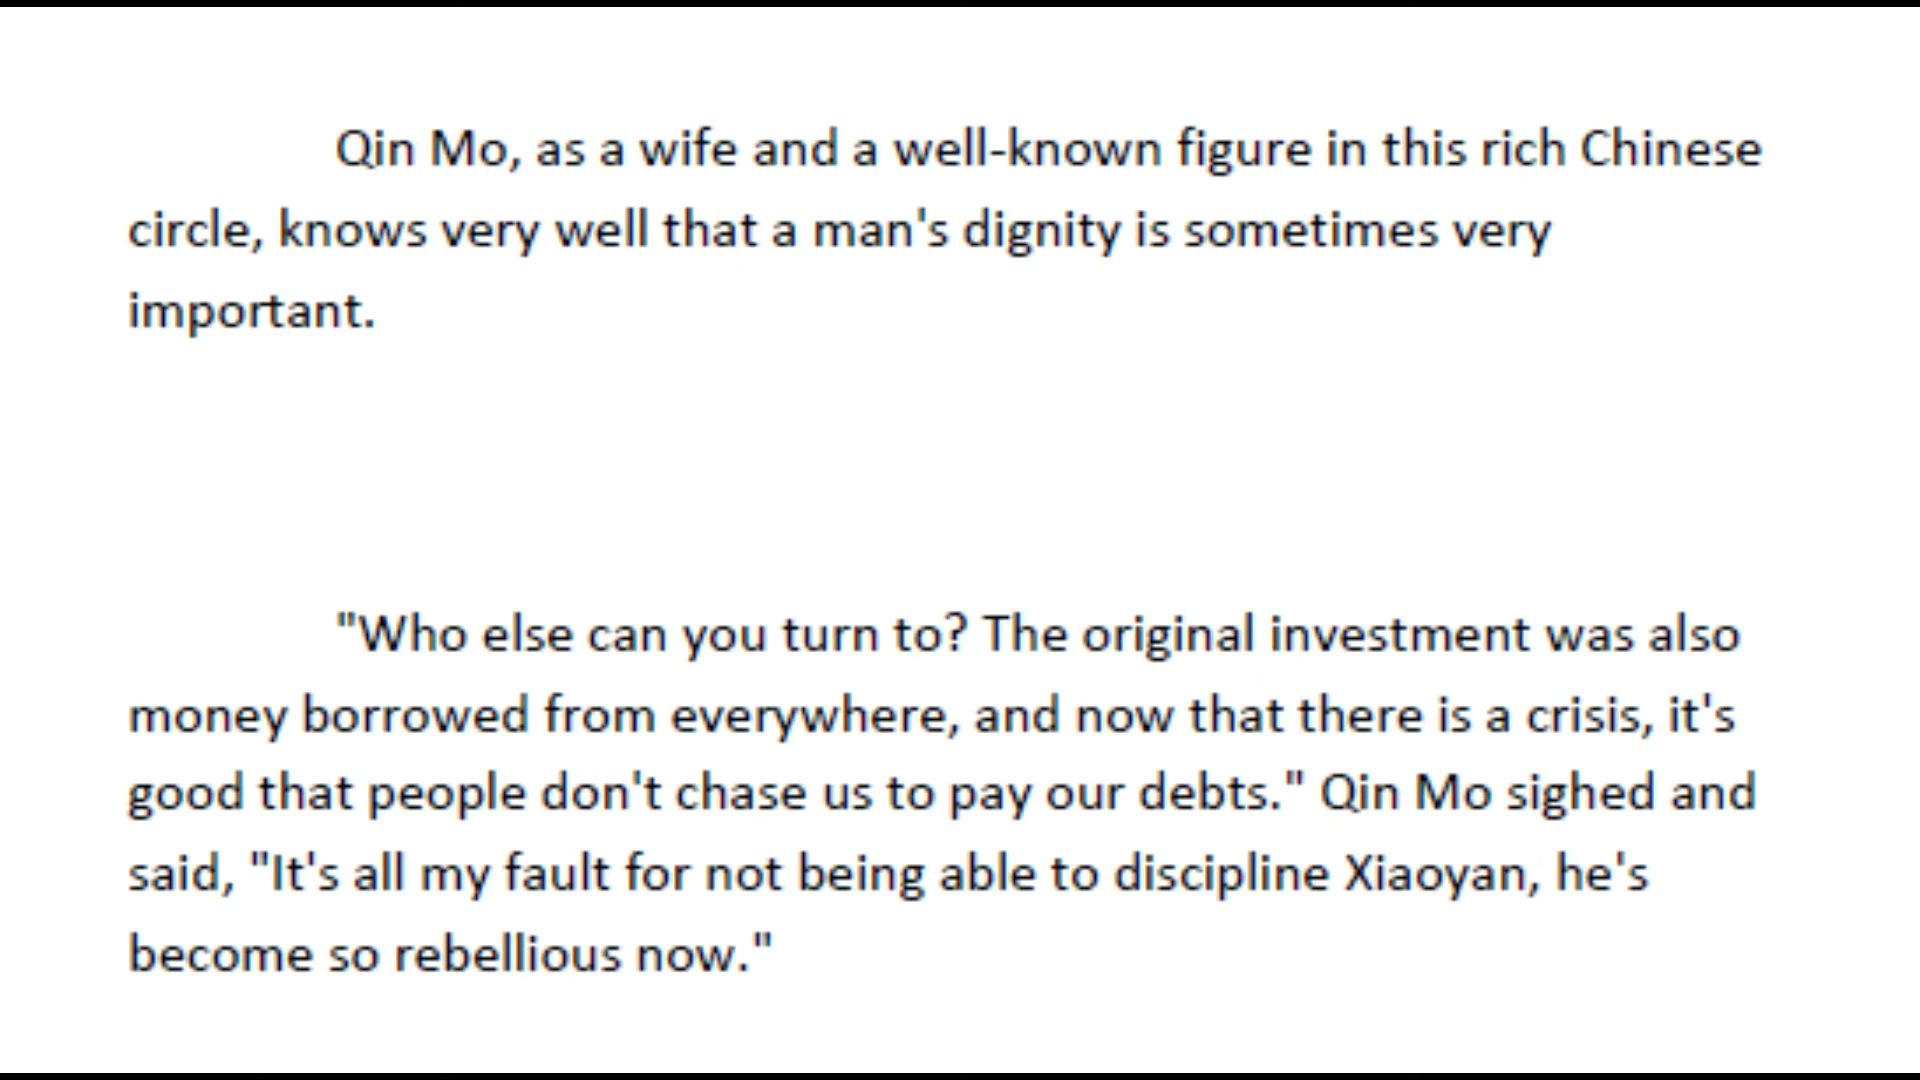 Qin Mo, as a wife and a well-known figure in this rich Chinese
circle, knows very well that a man's dignity is sometimes very
important.
"Who else can you turn to? The original investment was also
money borrowed from everywhere, and now that there is a crisis, it's
good that people don't chase us to pay our debts." Qin Mo sighed and
said, "It's all my fault for not being able to discipline Xiaoyan, he's
become so rebellious now."